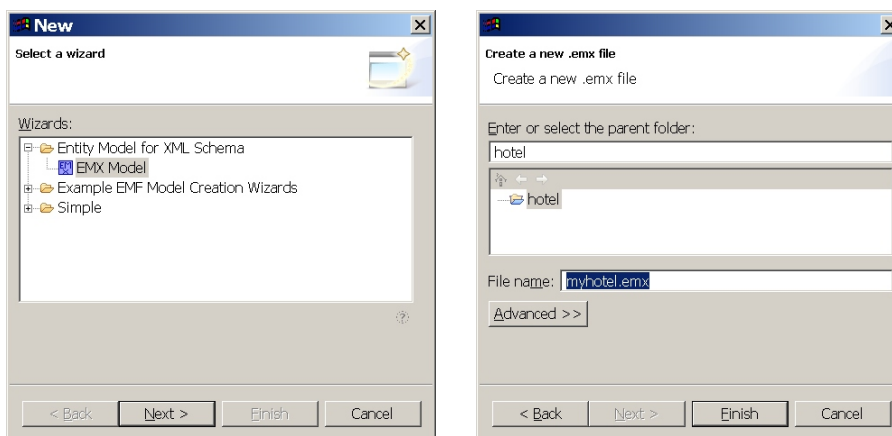 New
Select a wizard
Wizards:
Entity Model for XML Schema
EMX Model
Example EMF Model Creation Wizards
Simple
< Back
Next >
Finish
Cancel
Create a new .emx file
Create a new .emx file
Enter or select the parent folder:
hotel
hotel
File name: myhotel.emx
Advanced >>
< Back
Next >
Finish
Cancel